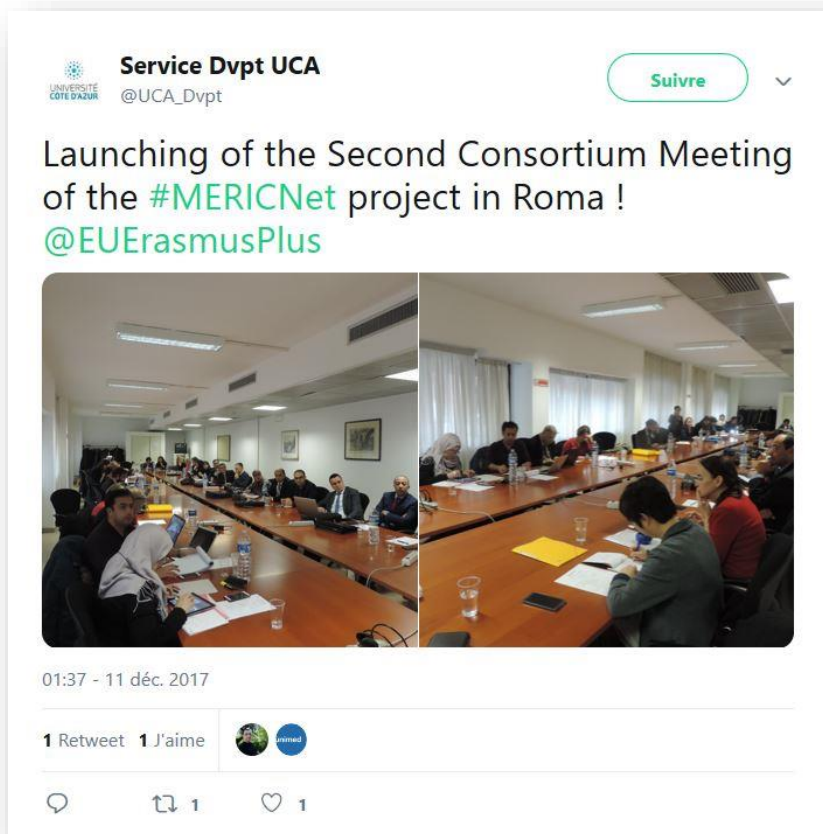 Service Dvpt UCA
@UCA_Dvpt
UNIVERSITÉ
CÔTE D'AZUR
Suivre
Launching of the Second Consortium Meeting
of the #MERICNet project in Roma !
@EUErasmusPlus
01:37 - 11 déc. 2017
1 Retweet 1 J'aime
unimed
1 1